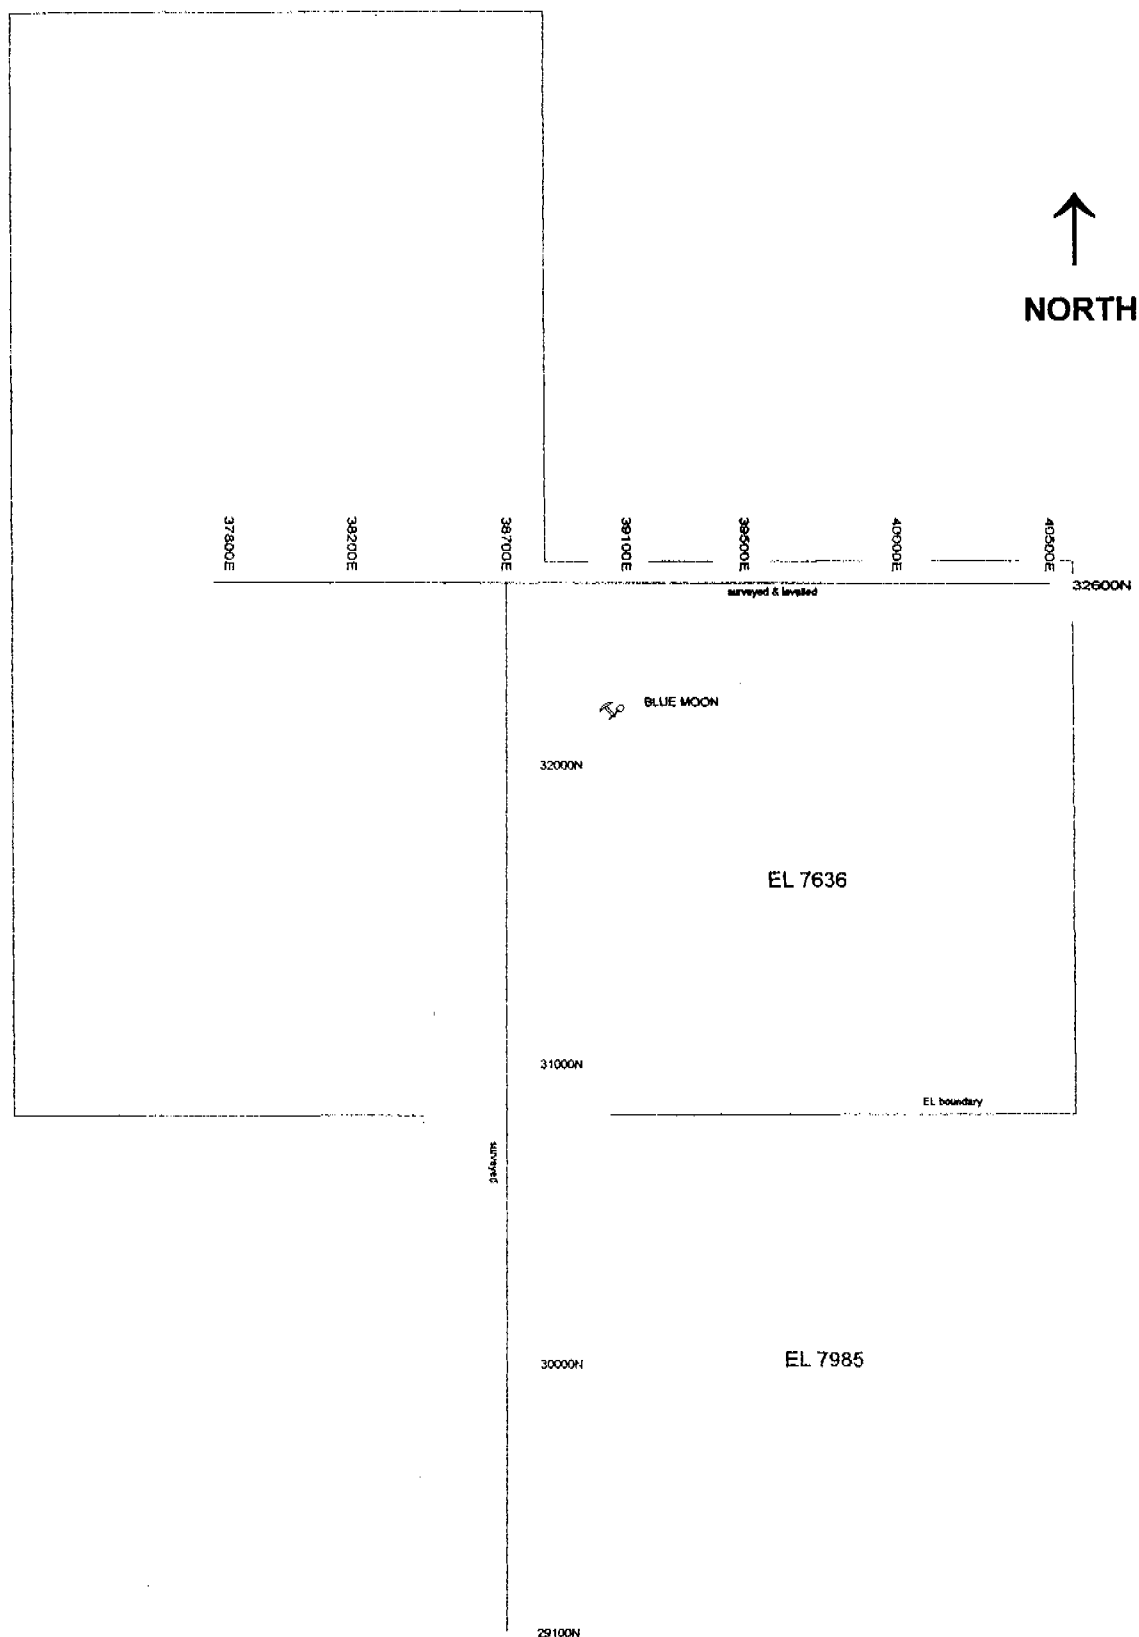 NORTH
37800E
38200E
38700E
39100E
39500E
40000E
40500E
32600N
surveyed & levelled
BLUE MOON
32000N
EL 7636
31000N
EL boundary
surveyed
30000N
EL 7985
29100N